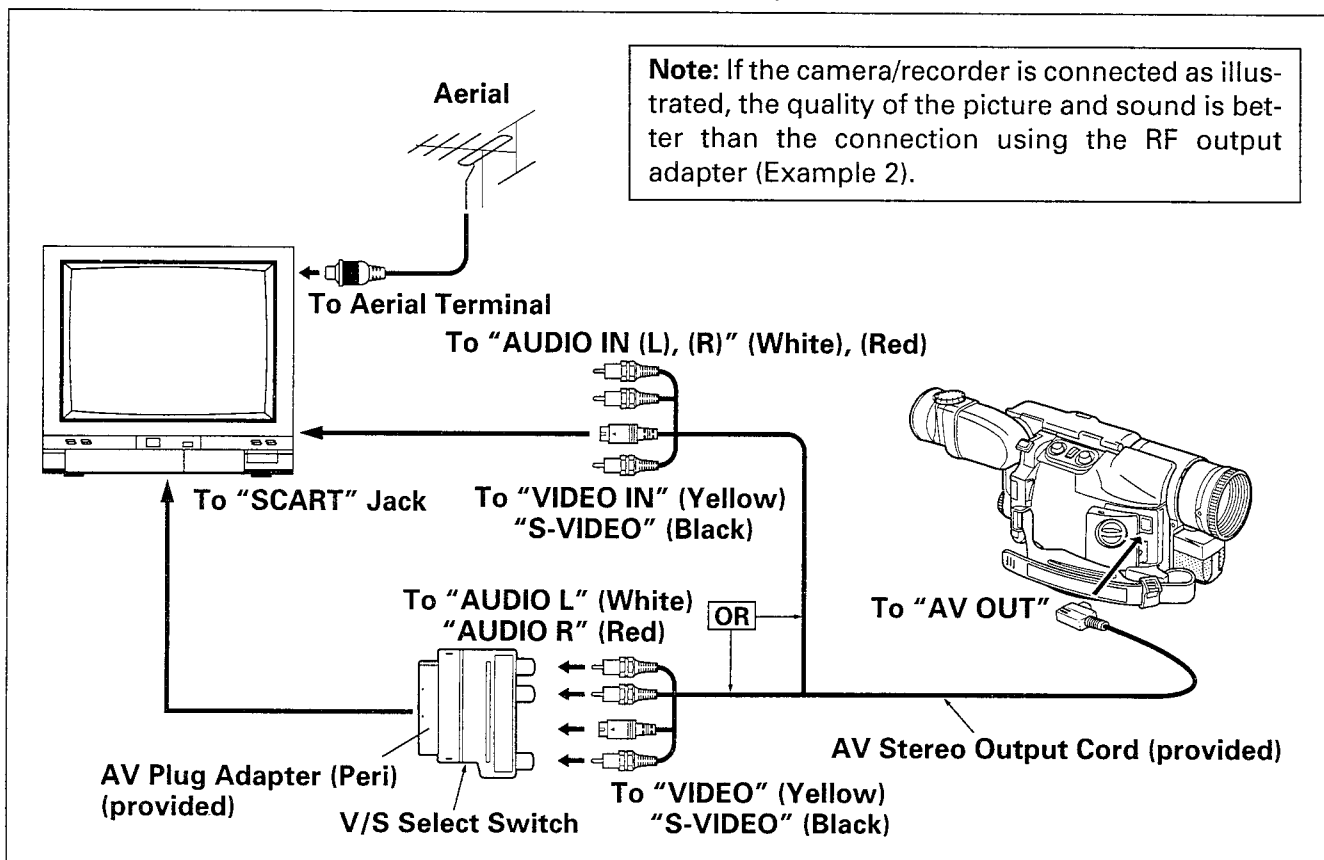 Note: If the camera/recorder is connected as illus-
trated, the quality of the picture and sound is bet-
ter than the connection using the RF output
adapter (Example 2).
Aerial
To Aerial Terminal
To "AUDIO IN (L), (R)" (White), (Red)
To "SCART" Jack
To "VIDEO IN" (Yellow)
"S-VIDEO" (Black)
To "AUDIO L" (White)
"AUDIO R" (Red)
OR
To "AV OUT"
AV Stereo Output Cord (provided)
AV Plug Adapter (Peri)
(provided)
V/S Select Switch
To "VIDEO" (Yellow)
"S-VIDEO" (Black)